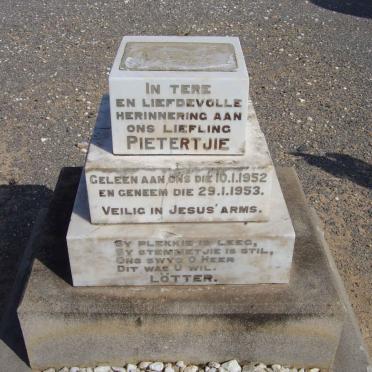 IN TERE
EN LIEFDEVOLLE
HERINNERING AAN
ONS LIEFLING
PIETERTJIE
GELEEN AAN ONS DIE 10.1.1952
EN GENEEM DIE 29.1.1953.
VEILIG IN JESUS' ARMS.
SY PLEKKIE IS LEEG,
SY STEMMETJIE IS STIL,
ONS SWYG O HEER
DIT WAS U WIL.
LÖTTER.